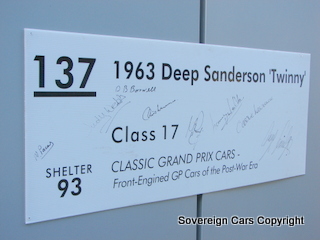 137
1963 Deep Sanderson 'Twinny'
Class 17
SHELTER
93
CLASSIC GRAND PRIX CARS -
Front-Engined GP Cars of the Post-War Era
Sovereign Cars Copyright